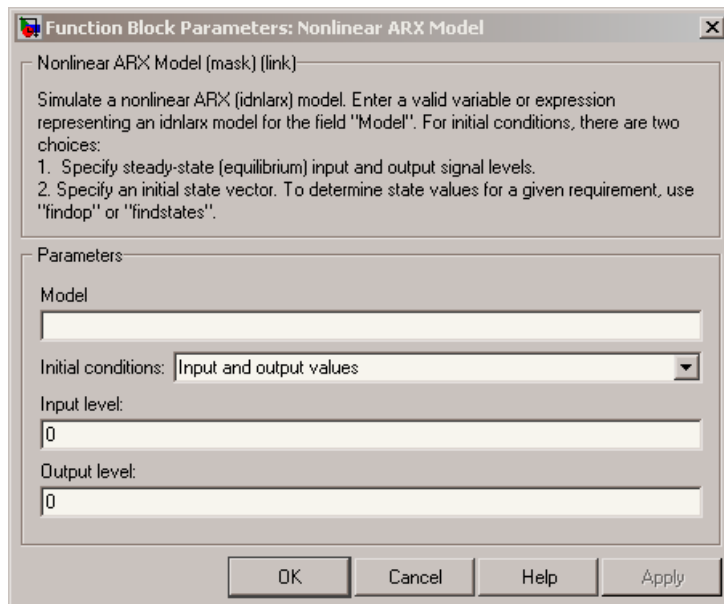 Function Block Parameters: Nonlinear ARX Model
Nonlinear ARX Model (mask) (link)
Simulate a nonlinear ARX (idnlarx) model. Enter a valid variable or expression
representing an idnlarx model for the field "Model". For initial conditions, there are two
choices:
1.  Specify steady-state (equilibrium) input and output signal levels.
2. Specify an initial state vector. To determine state values for a given requirement, use
"findop" or "findstates".
Parameters
Model
Initial conditions: Input and output values
Input level:
0
Output level:
0
OK Cancel Help Apply